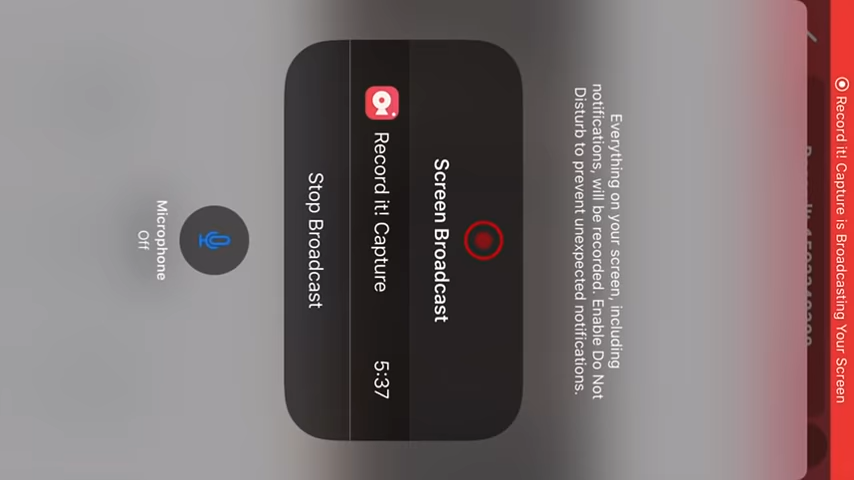 Record it! Capture is Broadcasting Your Screen
Everything on your screen, including
notifications, will be recorded. Enable Do Not
Disturb to prevent unexpected notifications.
Screen Broadcast
Record it! Capture 5:37
Stop Broadcast
Microphone
Off